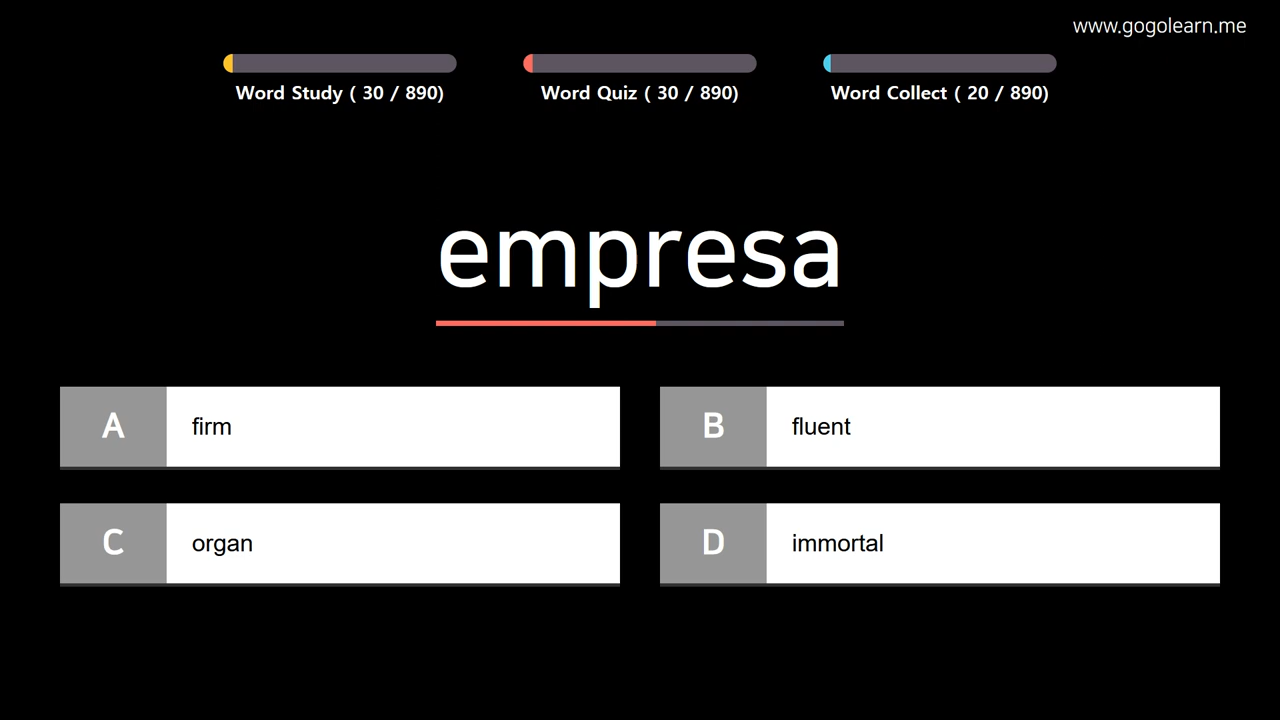 www.gogolearn.me
Word Study ( 30 / 890)
Word Quiz ( 30 / 890)
Word Collect ( 20 / 890)
empresa
A firm
B fluent
C organ
D immortal